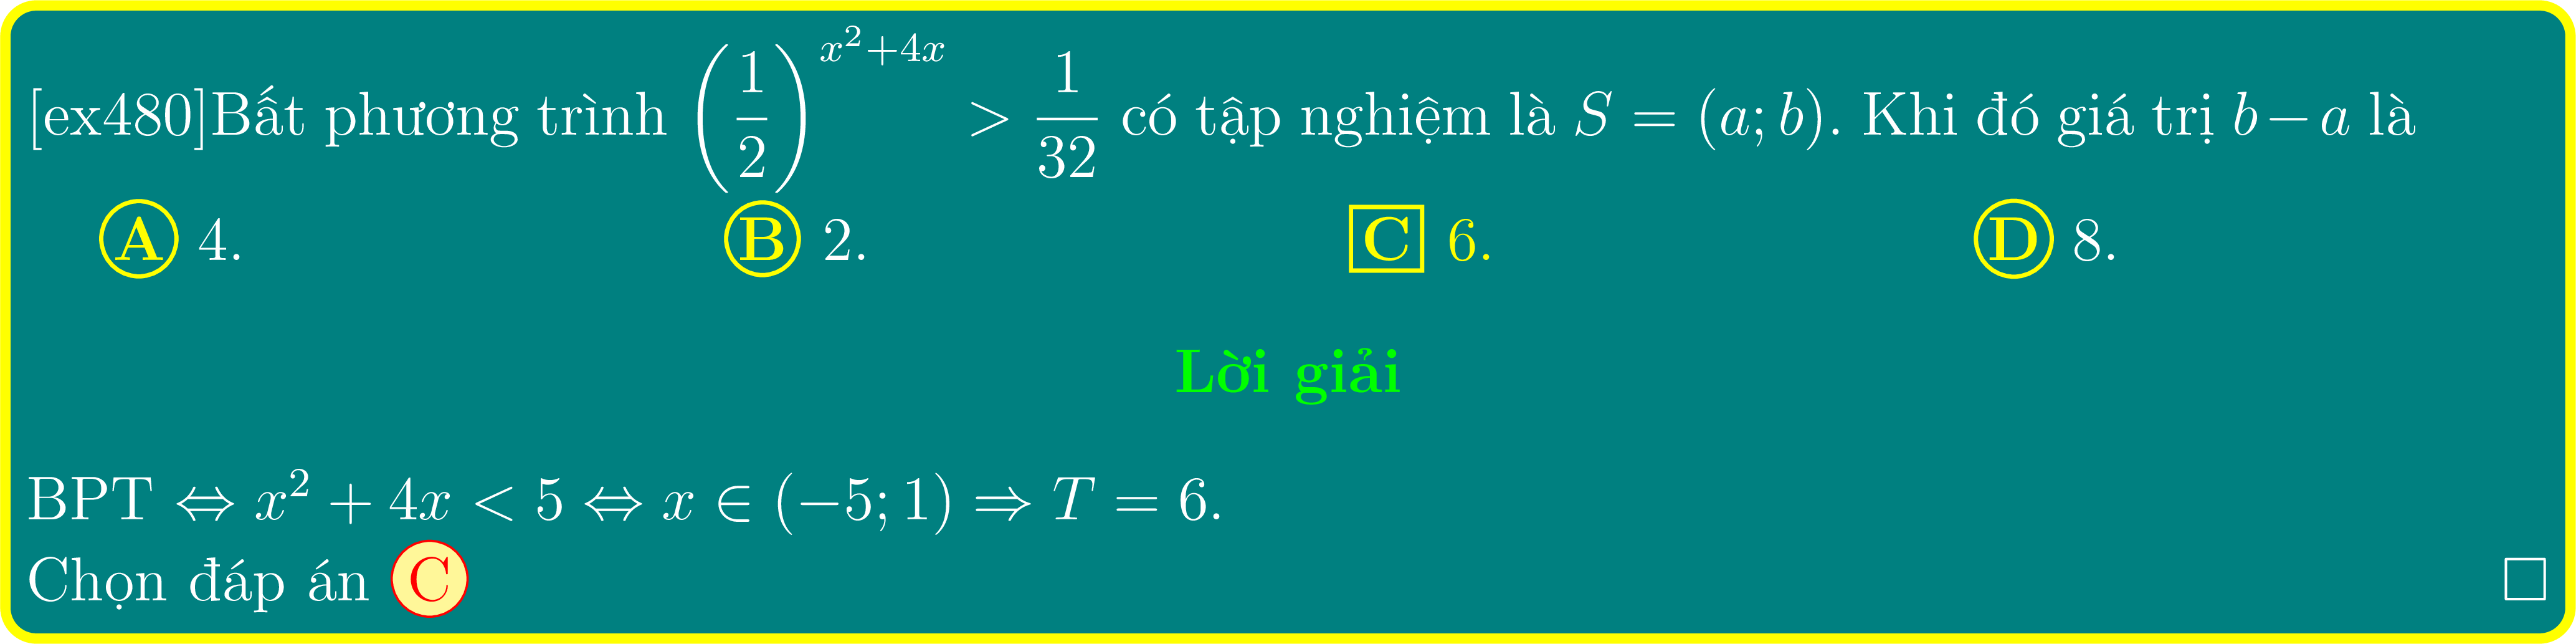 [ex480]Bất phương trình $\left(\dfrac{1}{2}\right)^{x^2+4x} > \dfrac{1}{32}$ có tập nghiệm là $S = (a; b)$. Khi đó giá trị $b - a$ là
Ⓐ 4. Ⓑ 2. C 6. Ⓓ 8.
Lời giải
BPT $\Leftrightarrow x^2 + 4x < 5 \Leftrightarrow x \in (-5; 1) \Rightarrow T = 6.$
Chọn đáp án Ⓒ □